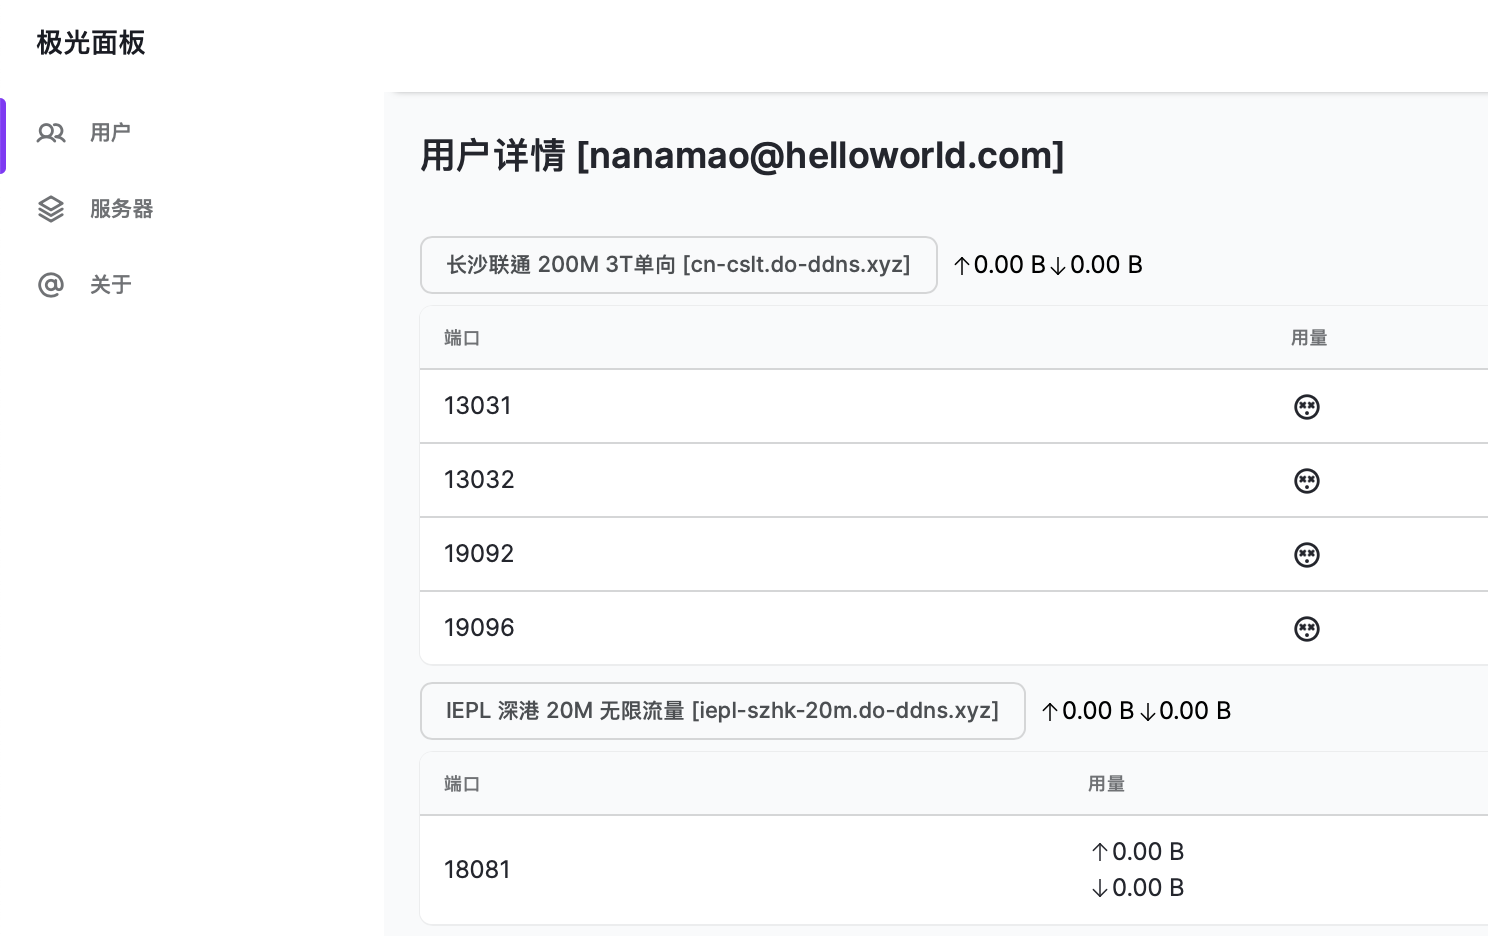 极光面板
用户
服务器
关于
用户详情 [nanamao@helloworld.com]
长沙联通 200M 3T单向 [cn-cslt.do-ddns.xyz] ↑0.00 B↓0.00 B
端口 用量
13031
13032
19092
19096
IEPL 深港 20M 无限流量 [iepl-szhk-20m.do-ddns.xyz] ↑0.00 B↓0.00 B
端口 用量
18081
↑0.00 B
↓0.00 B